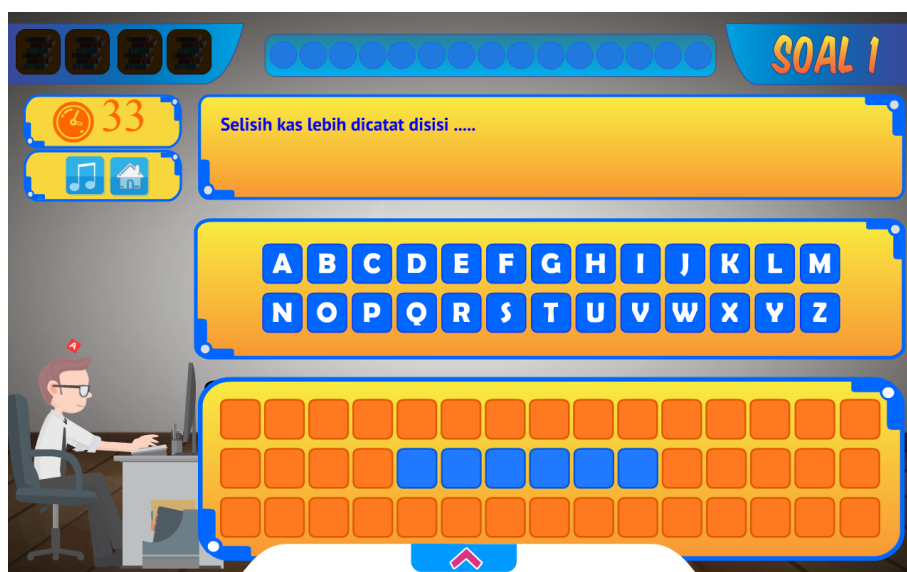 SOAL 1
33
Selisih kas lebih dicatat disisi .....
A B C D E F G H I J K L M
N O P Q R S T U V W X Y Z
A